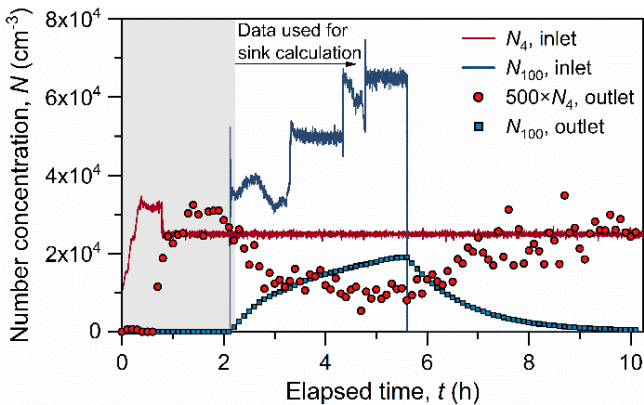 Number concentration, N (cm⁻³)
8x10⁴
6x10⁴
4x10⁴
2x10⁴
0
Data used for
sink calculation
N₄, inlet
N₁₀₀, inlet
500×N₄, outlet
N₁₀₀, outlet
0 2 4 6 8 10
Elapsed time, t (h)